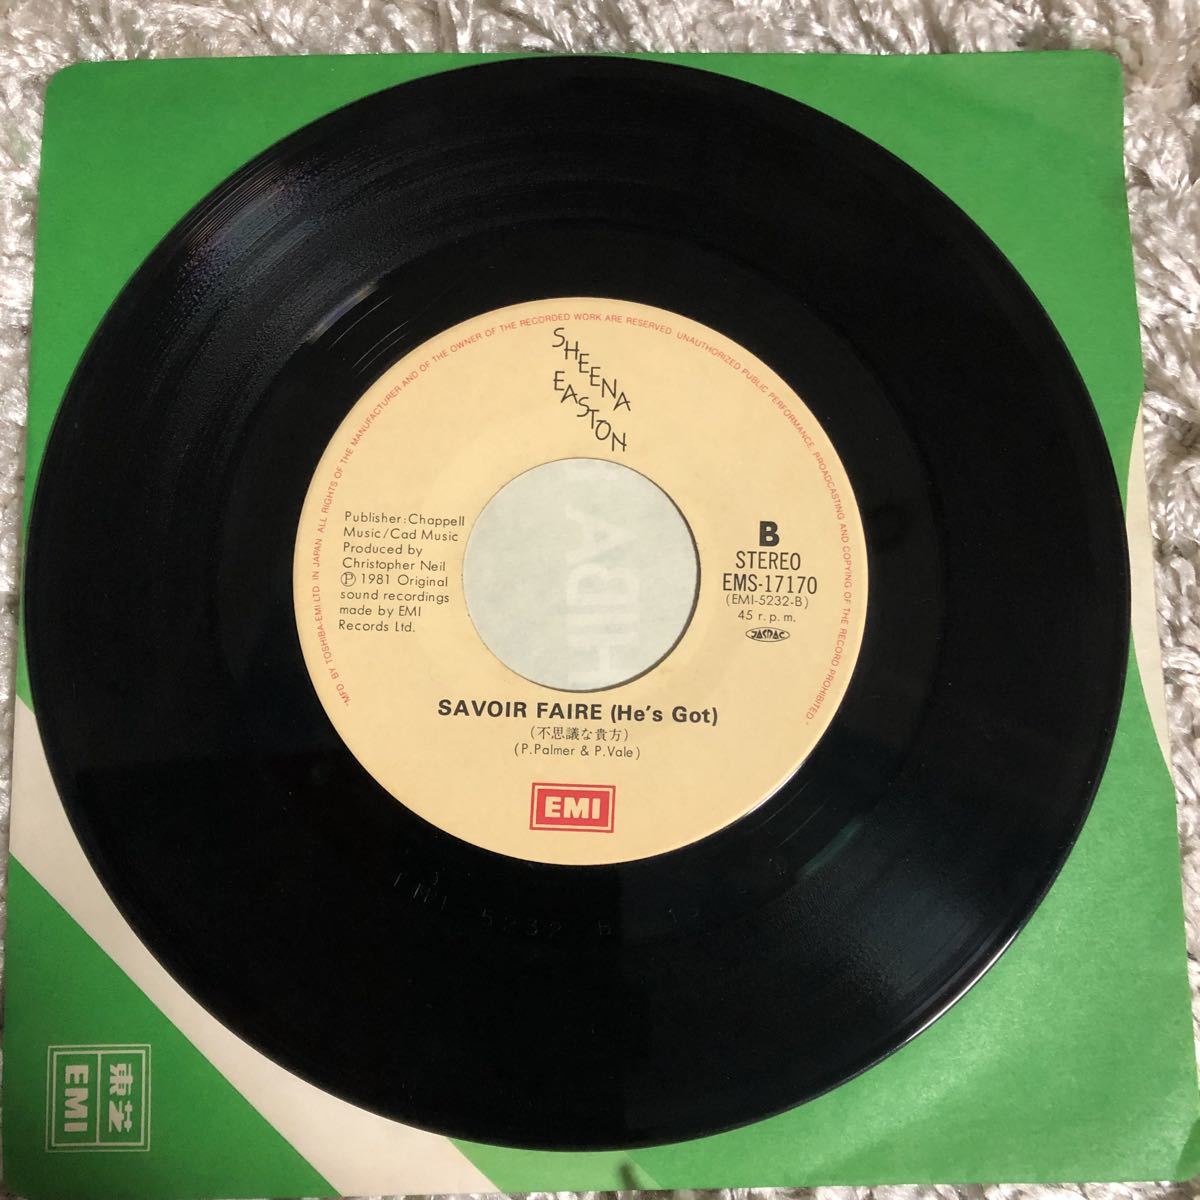 "MFD BY TOSHIBA-EMI LTD. IN JAPAN ALL RIGHTS OF THE MANUFACTURER AND OF THE OWNER OF THE RECORDED WORK ARE RESERVED. UNAUTHORIZED PUBLIC PERFORMANCE, BROADCASTING AND COPYING OF THE RECORD PROHIBITED."
SHEENA
EASTON
Publisher: Chappell
Music/Cad Music
Produced by
Christopher Neil
Ⓟ 1981 Original
sound recordings
made by EMI
Records Ltd.
B
STEREO
EMS-17170
(EMI-5232-B)
45 r.p.m.
JASRAC
SAVOIR FAIRE (He's Got)
(不思議な貴方)
(P.Palmer & P.Vale)
EMI
5232 B
東芝
EMI